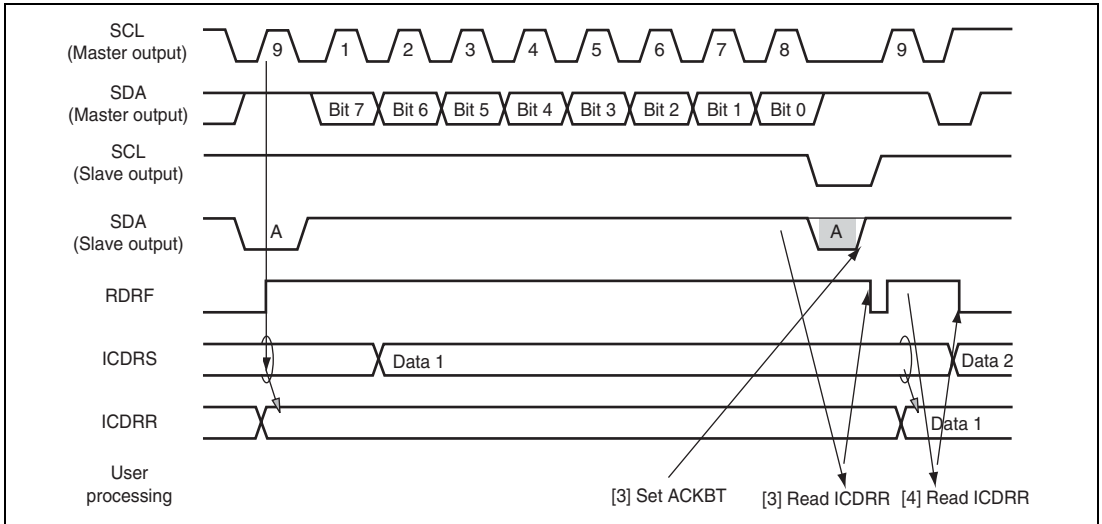 SCL
(Master output)
9 1 2 3 4 5 6 7 8 9
SDA
(Master output)
Bit 7 Bit 6 Bit 5 Bit 4 Bit 3 Bit 2 Bit 1 Bit 0
SCL
(Slave output)
SDA
(Slave output)
A A
RDRF
ICDRS
Data 1 Data 2
ICDRR
Data 1
User
processing
[3] Set ACKBT [3] Read ICDRR [4] Read ICDRR